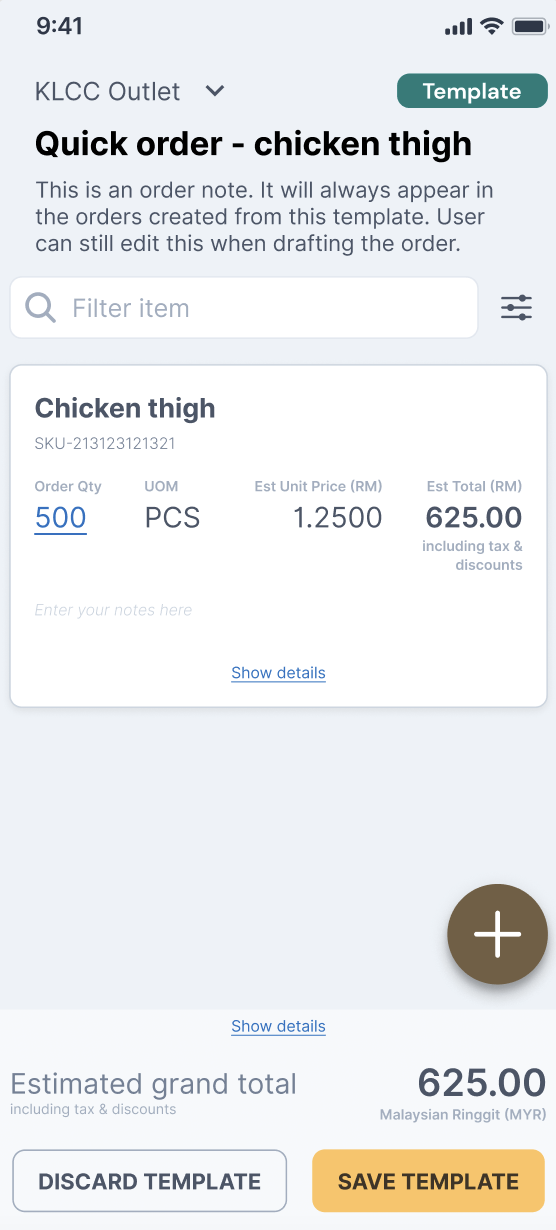 9:41
KLCC Outlet
Template
Quick order - chicken thigh
This is an order note. It will always appear in
the orders created from this template. User
can still edit this when drafting the order.
Filter item
Chicken thigh
SKU-213123121321
Order Qty UOM Est Unit Price (RM) Est Total (RM)
500 PCS 1.2500 625.00
including tax &
discounts
Enter your notes here
Show details
Show details
Estimated grand total 625.00
including tax & discounts Malaysian Ringgit (MYR)
DISCARD TEMPLATE SAVE TEMPLATE